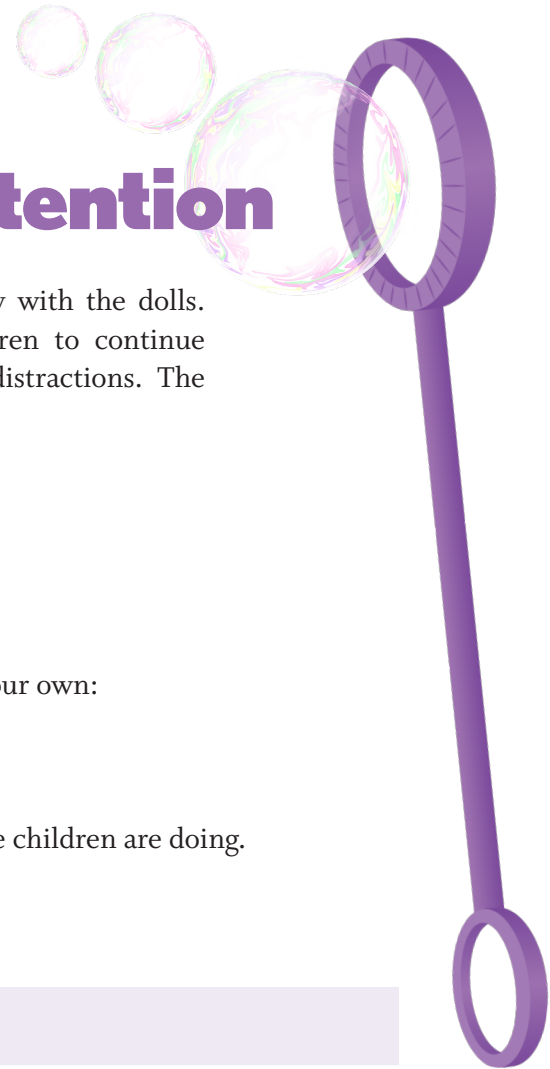 tention
with the dolls.
ren to continue
distractions. The
our own:
children are doing.